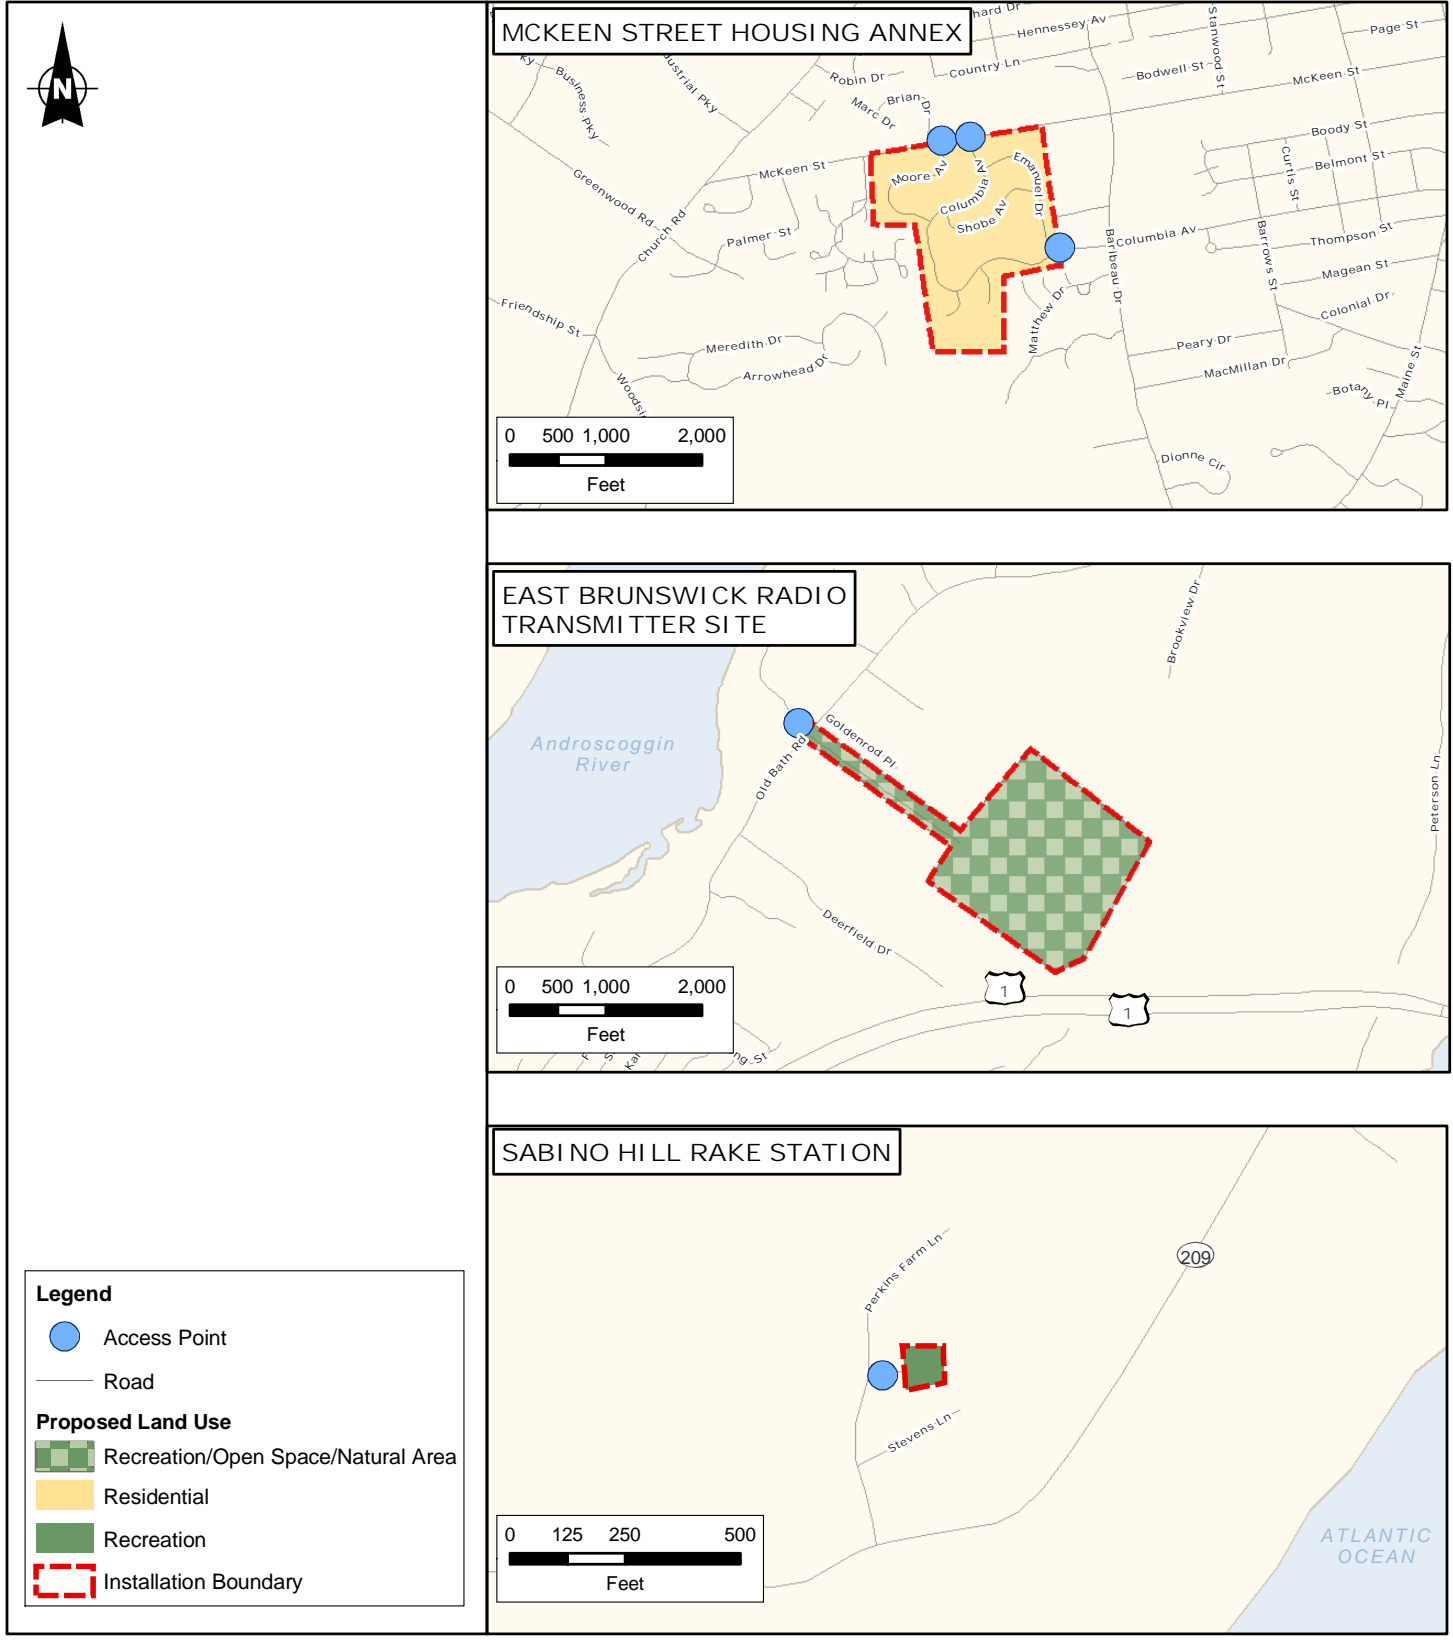 N
MCKEEN STREET HOUSING ANNEX
Hennessey Av
Page St
Stanwood St
Country Ln
Robin Dr
Bodwell St
McKeen St
Business Pky
Brian Dr
Marc Dr
Boody St
McKeen St
Moore Av
Columbia Av
Emanuel Dr
Curtis St
Belmont St
Greenwood Rd
Church Rd
Palmer St
Shobe Av
Columbia Av
Baribeau Dr
Barrows St
Thompson St
Magean St
Friendship St
Matthew Dr
Colonial Dr
Meredith Dr
Arrowhead Dr
Peary Dr
MacMillan Dr
Maine St
Botany Pl
Dionne Cir
0 500 1,000 2,000
Feet
EAST BRUNSWICK RADIO
TRANSMITTER SITE
Brookview Dr
Androscoggin
River
Goldenrod Pl
Old Bath Rd
Peterson Ln
Deerfield Dr
1
1
0 500 1,000 2,000
Feet
SABINO HILL RAKE STATION
Perkins Farm Ln
209
Stevens Ln
ATLANTIC
OCEAN
0 125 250 500
Feet
Legend
Access Point
Road
Proposed Land Use
Recreation/Open Space/Natural Area
Residential
Recreation
Installation Boundary